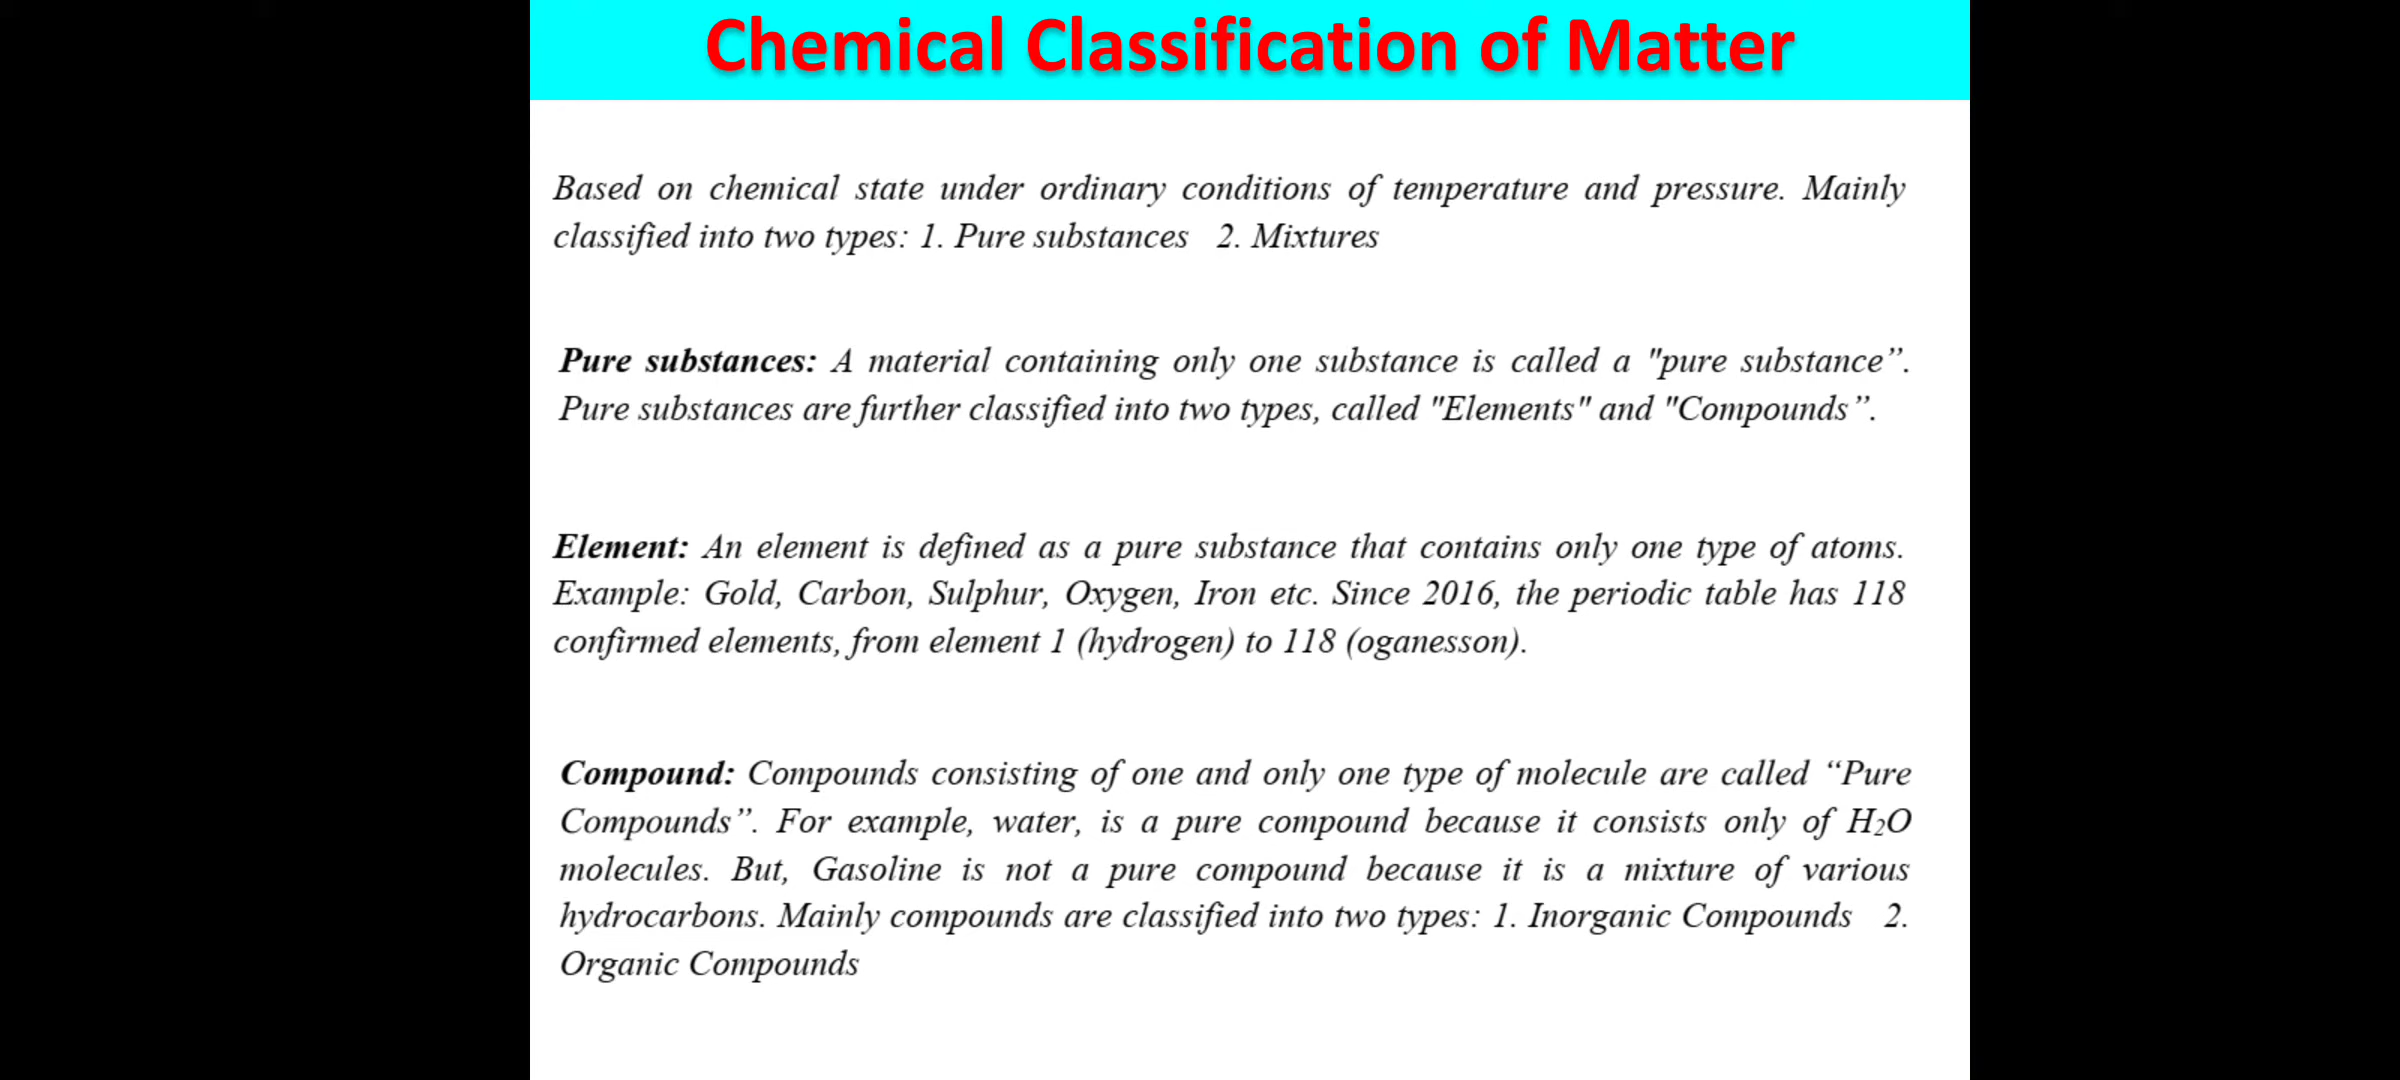 Chemical Classification of Matter
Based on chemical state under ordinary conditions of temperature and pressure. Mainly
classified into two types: 1. Pure substances 2. Mixtures
Pure substances: A material containing only one substance is called a "pure substance”.
Pure substances are further classified into two types, called "Elements" and "Compounds”.
Element: An element is defined as a pure substance that contains only one type of atoms.
Example: Gold, Carbon, Sulphur, Oxygen, Iron etc. Since 2016, the periodic table has 118
confirmed elements, from element 1 (hydrogen) to 118 (oganesson).
Compound: Compounds consisting of one and only one type of molecule are called “Pure
Compounds”. For example, water, is a pure compound because it consists only of H₂O
molecules. But, Gasoline is not a pure compound because it is a mixture of various
hydrocarbons. Mainly compounds are classified into two types: 1. Inorganic Compounds 2.
Organic Compounds